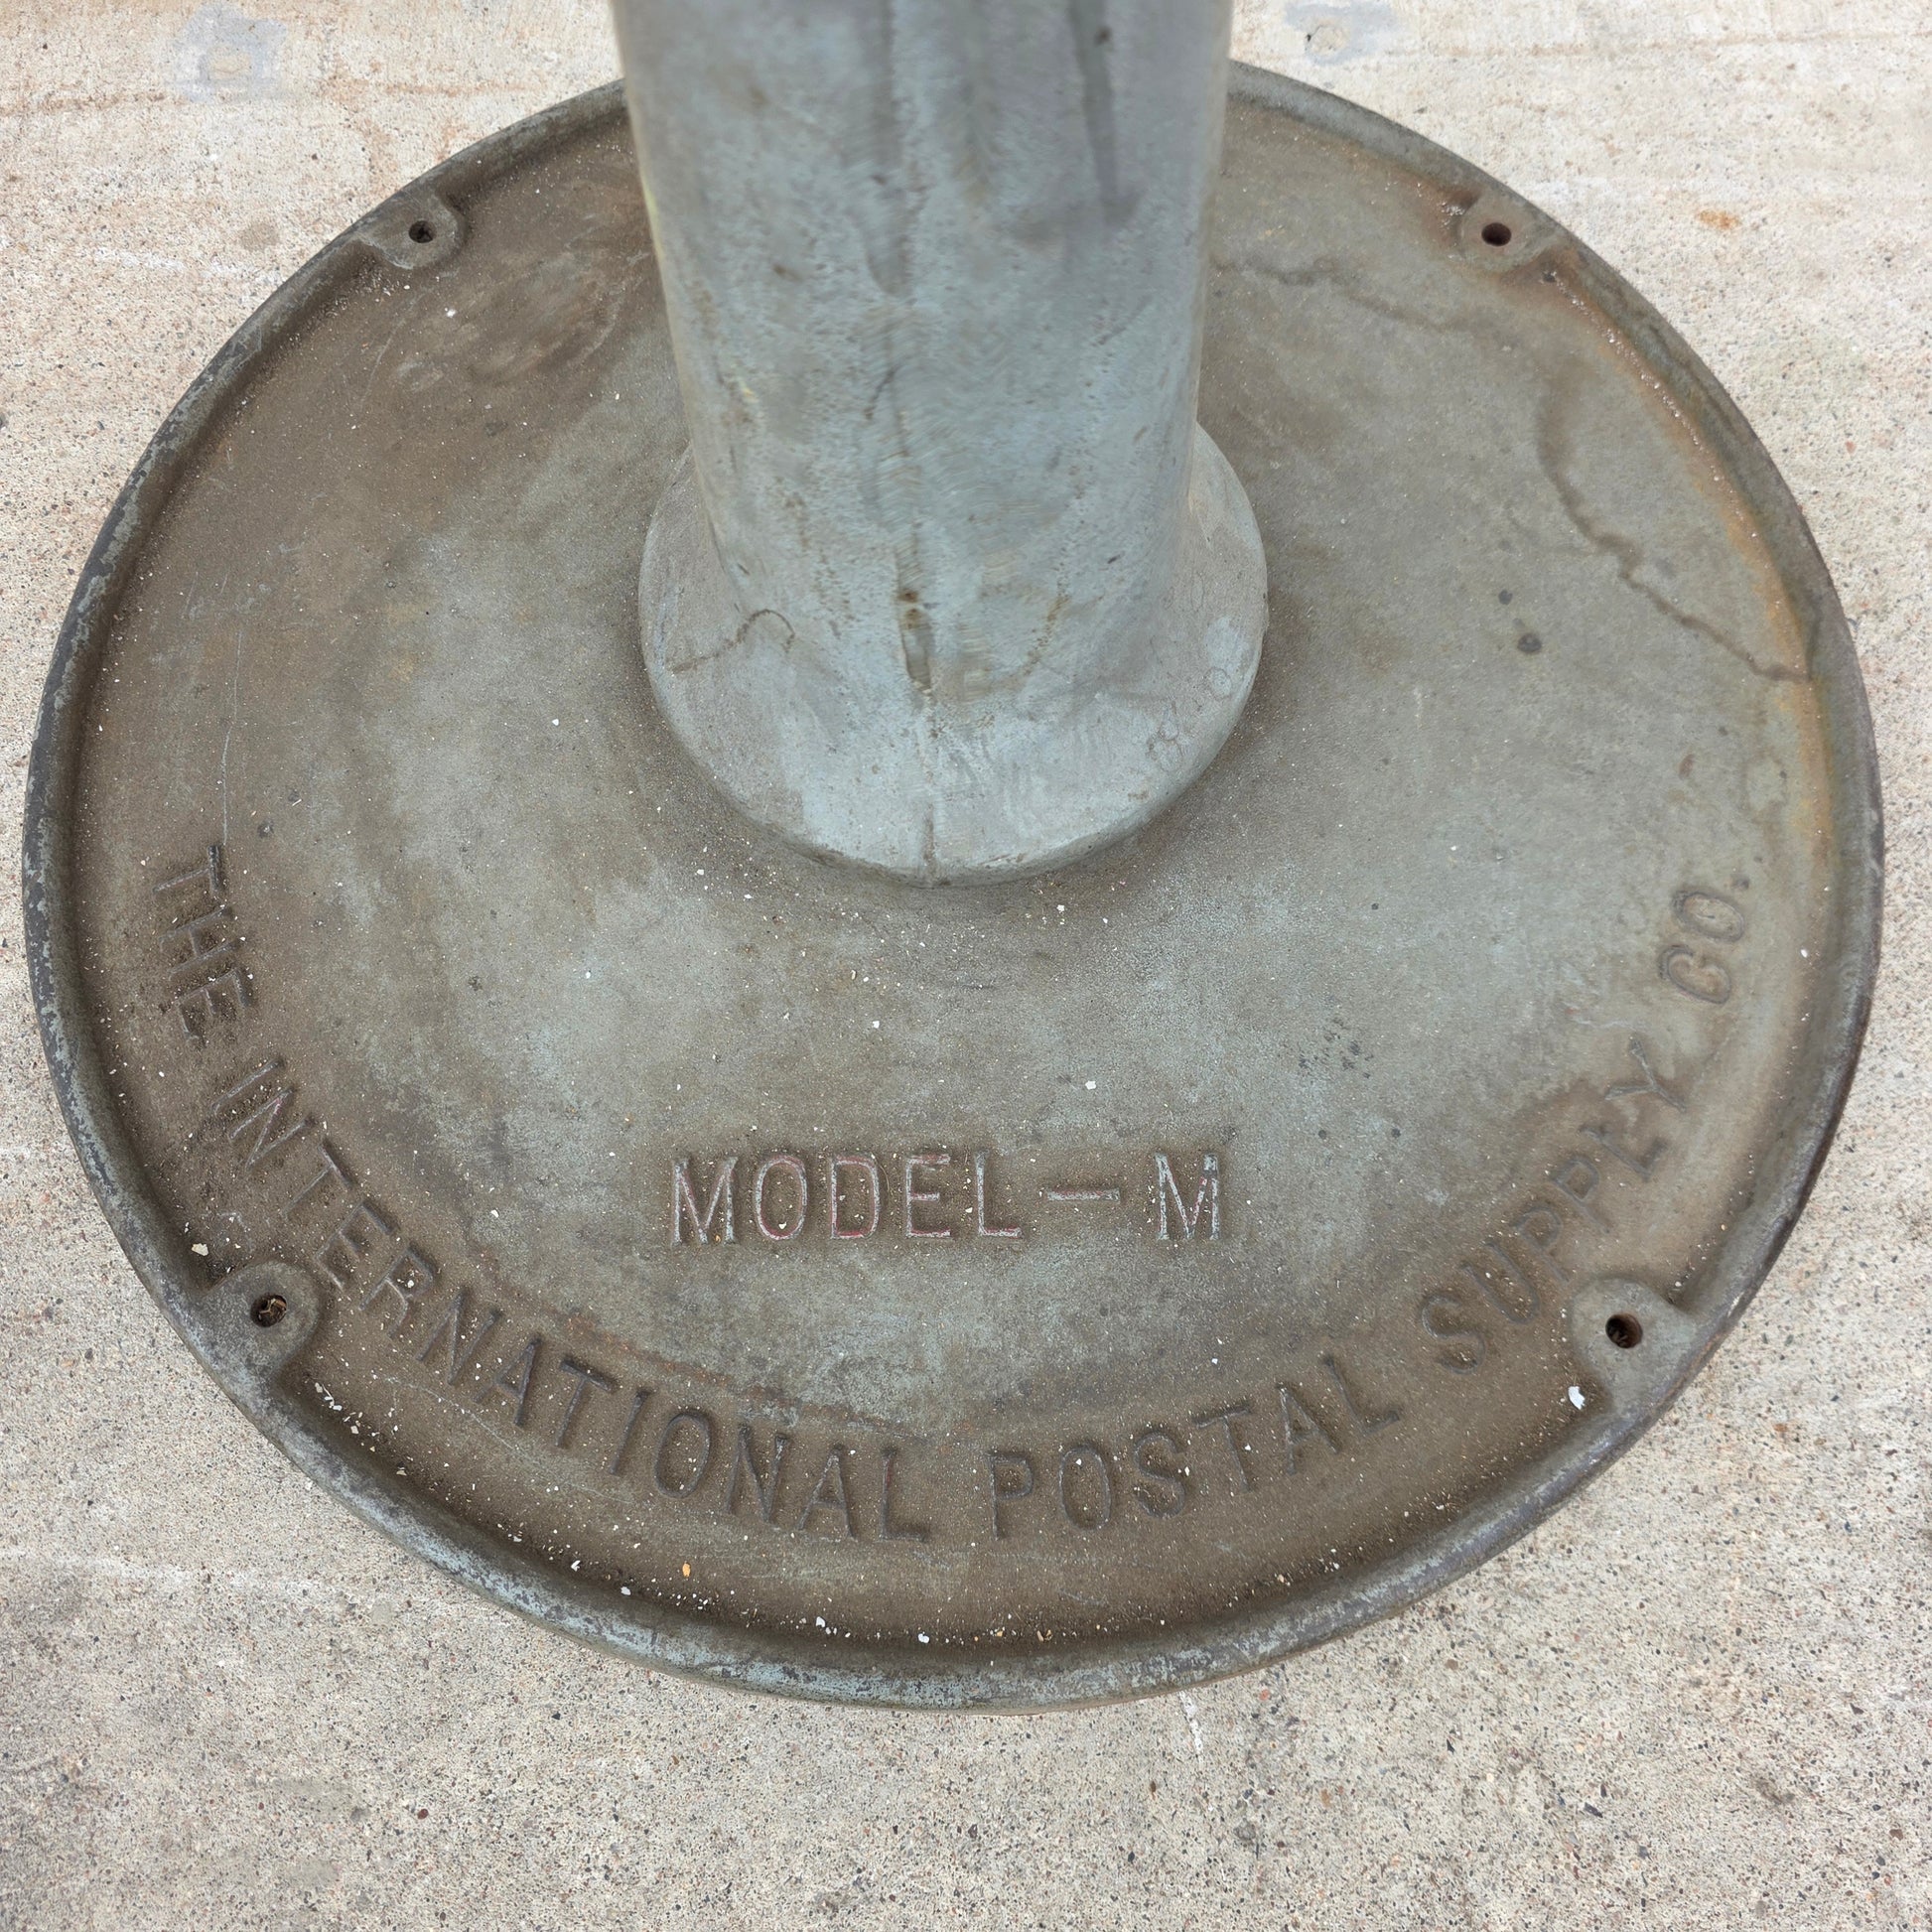 MODEL—M
THE INTERNATIONAL POSTAL SUPPLY CO.